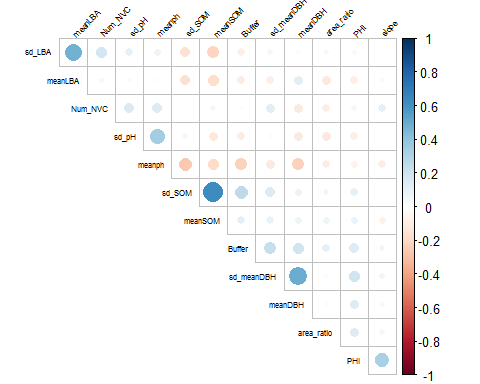 meanLBA Num_NVC sd_pH meanph sd_SOM meanSOM Buffer sd_meanDBH meanDBH area_ratio PHI slope
sd_LBA
meanLBA
Num_NVC
sd_pH
meanph
sd_SOM
meanSOM
Buffer
sd_meanDBH
meanDBH
area_ratio
PHI
1
0.8
0.6
0.4
0.2
0
-0.2
-0.4
-0.6
-0.8
-1